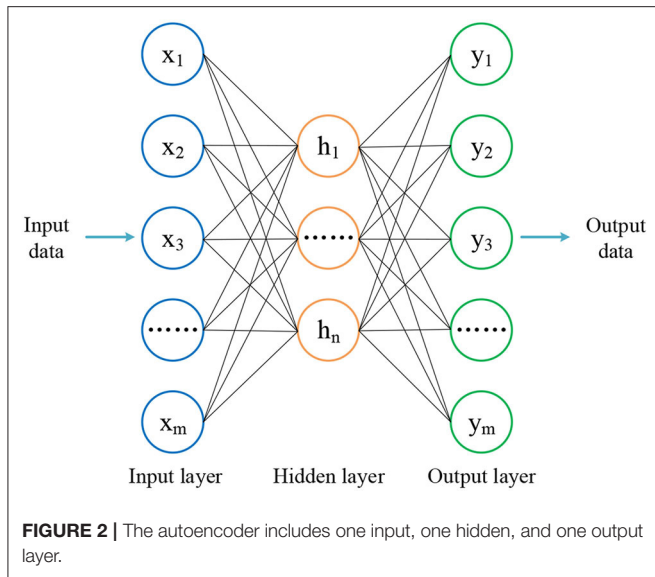 x1
y1
x2
h1
y2
Input data
x3
......
y3
Output data
......
hn
......
xm
ym
Input layer
Hidden layer
Output layer
FIGURE 2 | The autoencoder includes one input, one hidden, and one output
layer.